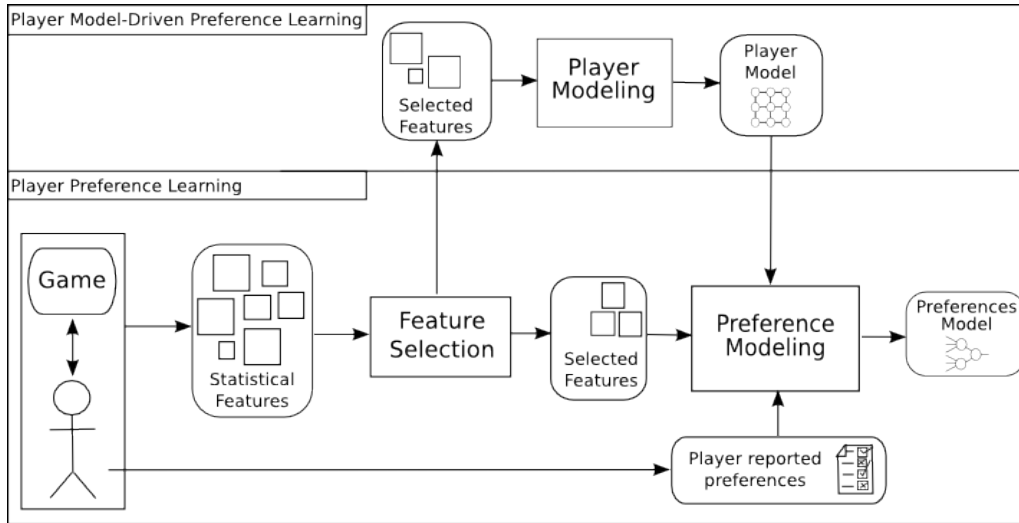 Player Model-Driven Preference Learning
Selected
Features
Player
Modeling
Player
Model
Player Preference Learning
Game
Statistical
Features
Feature
Selection
Selected
Features
Preference
Modeling
Preferences
Model
Player reported
preferences